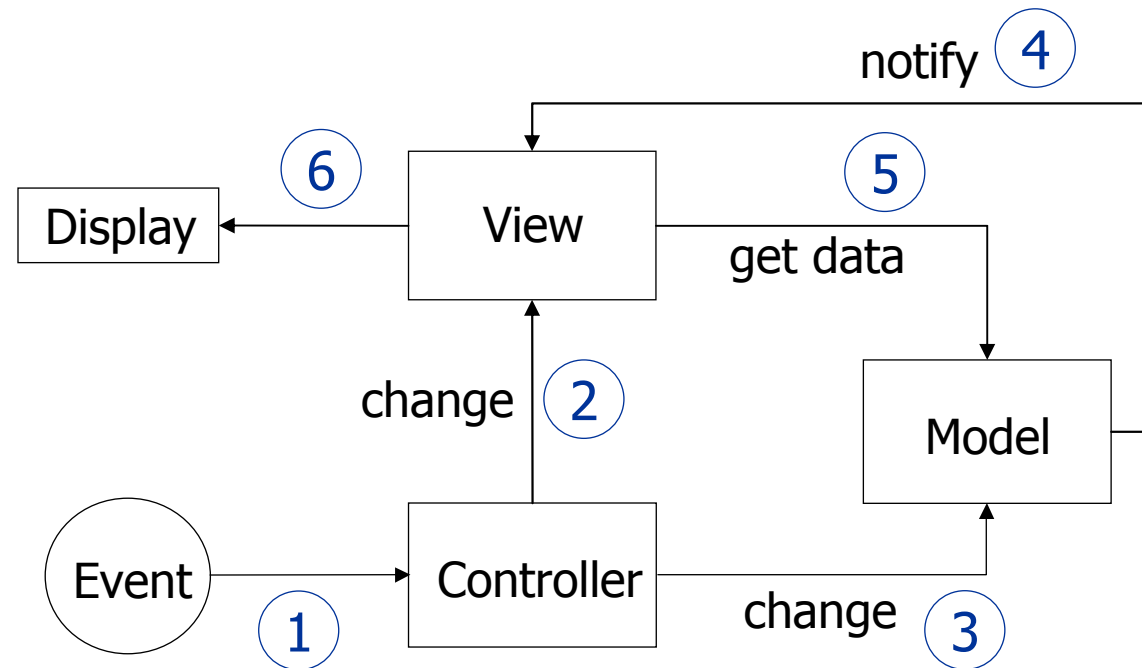 notify 4
6
5
Display
View
get data
change 2
Model
Event
Controller
1
change 3